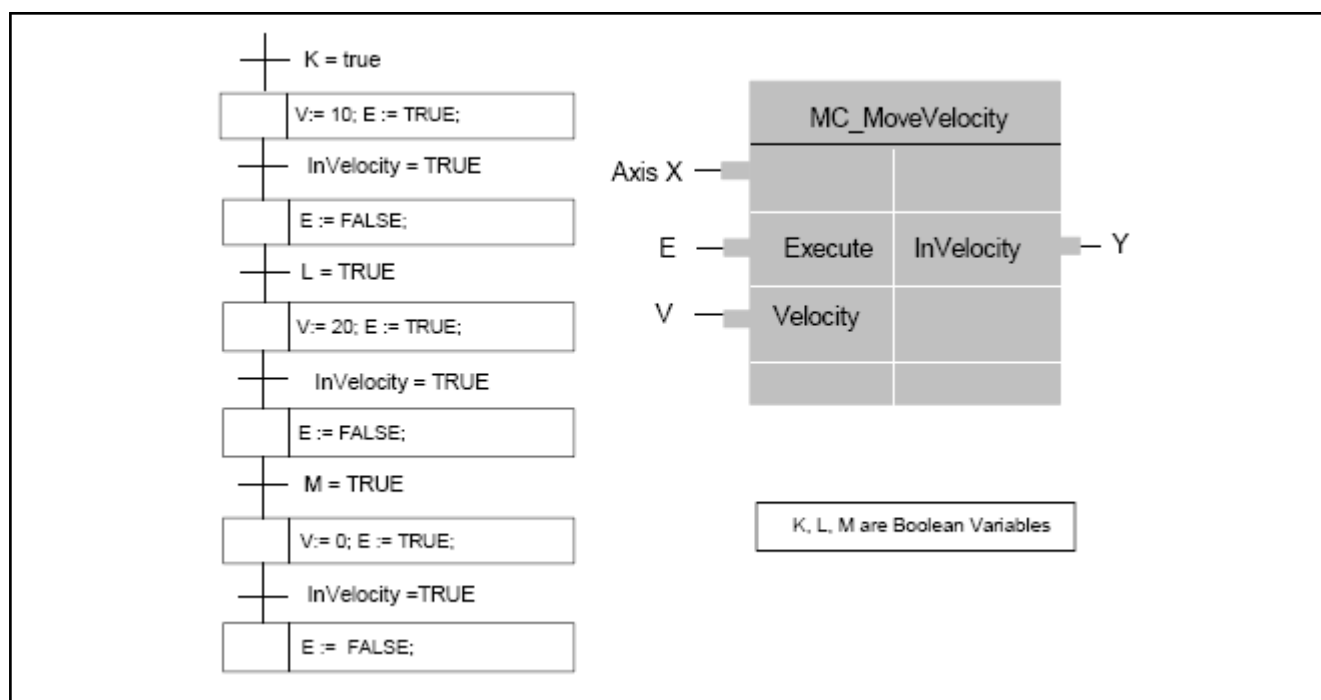 K = true
V:= 10; E := TRUE;
InVelocity = TRUE
E := FALSE;
L = TRUE
V:= 20; E := TRUE;
InVelocity = TRUE
E := FALSE;
M = TRUE
V:= 0; E := TRUE;
InVelocity =TRUE
E := FALSE;
MC_MoveVelocity
Axis X
E Execute InVelocity Y
V Velocity
K, L, M are Boolean Variables